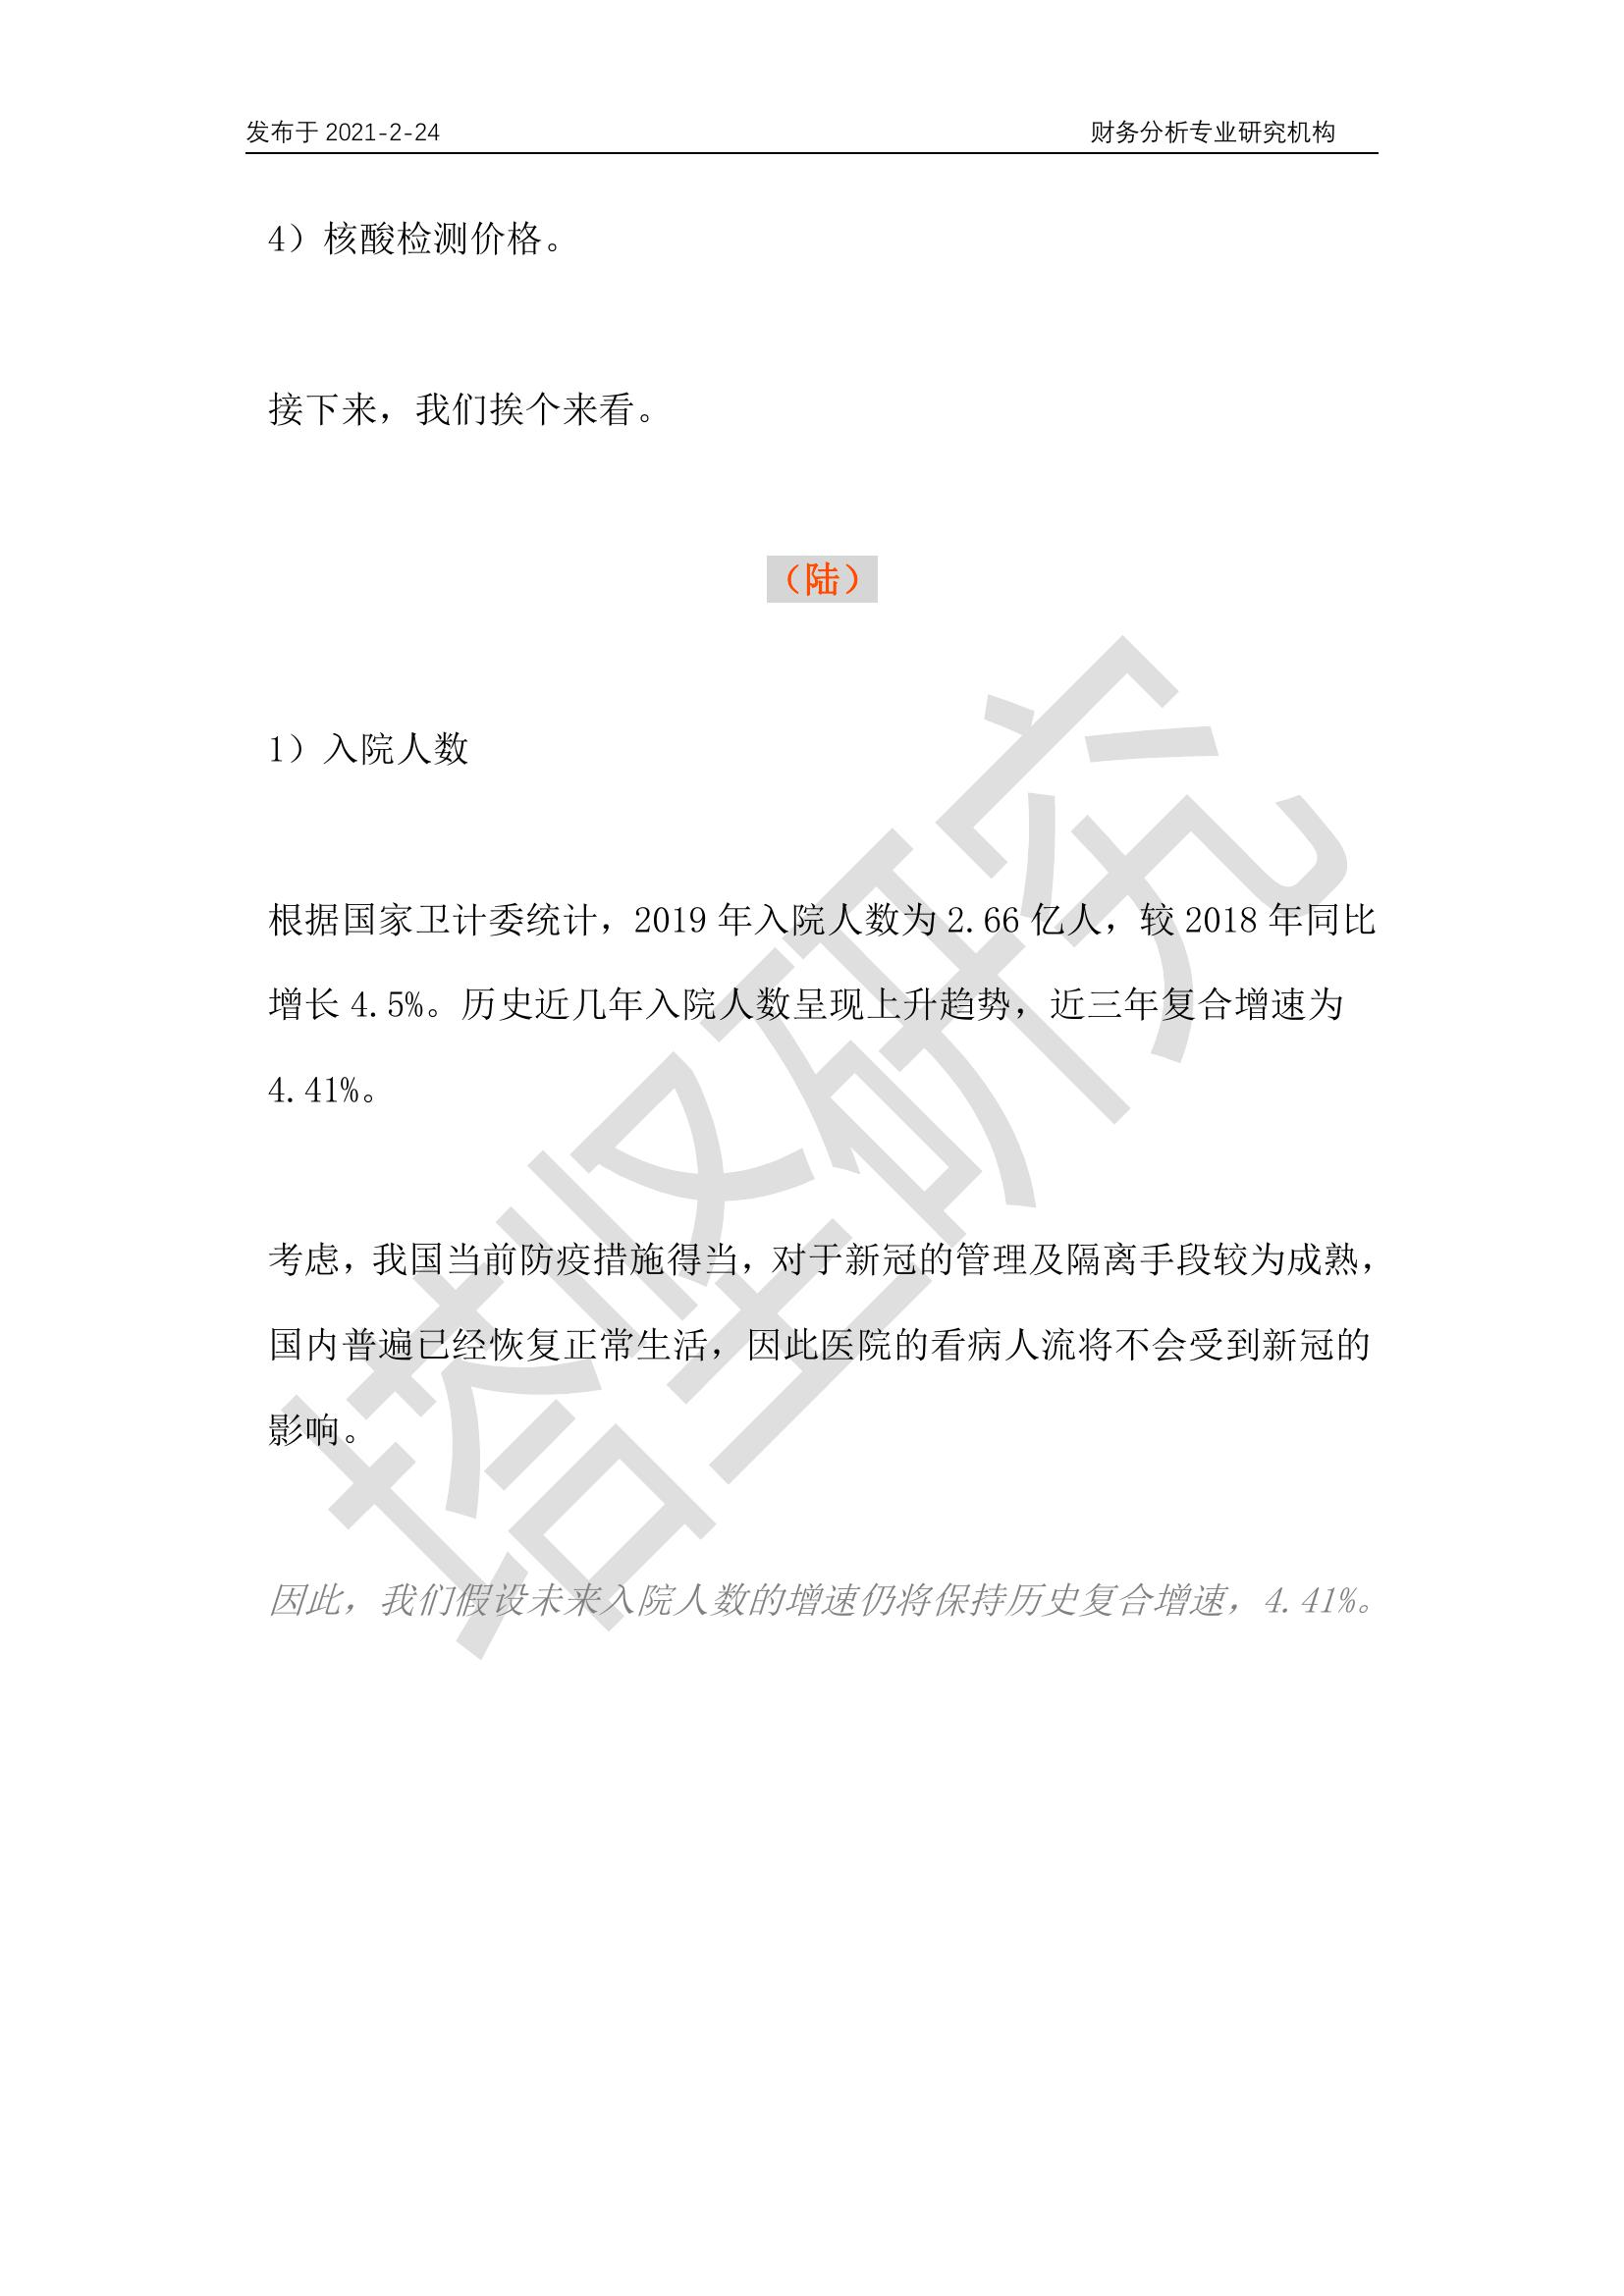 发布于 2021-2-24 财务分析专业研究机构
4）核酸检测价格。
接下来，我们挨个来看。
（陆）
1）入院人数
根据国家卫计委统计，2019 年入院人数为 2.66 亿人，较 2018 年同比
增长 4.5%。历史近几年入院人数呈现上升趋势，近三年复合增速为
4.41%。
考虑，我国当前防疫措施得当，对于新冠的管理及隔离手段较为成熟，
国内普遍已经恢复正常生活，因此医院的看病人流将不会受到新冠的
影响。
因此，我们假设未来入院人数的增速仍将保持历史复合增速，4.41%。
塔坚研究